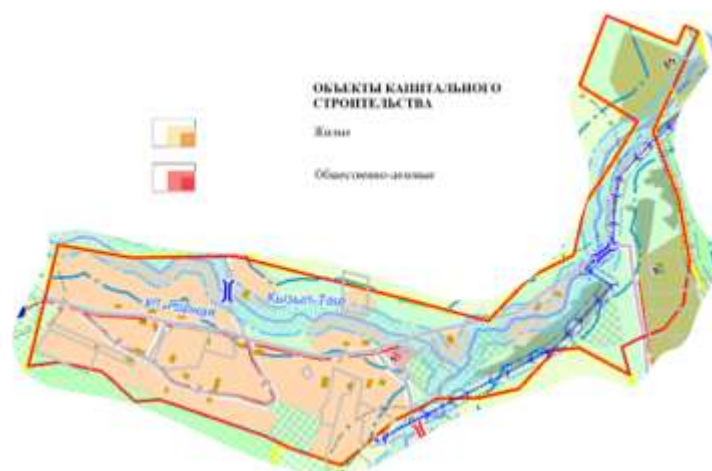 ОБЪЕКТЫ КАПИТАЛЬНОГО
СТРОИТЕЛЬСТВА
Жилые
Общественно-деловые
Кызыл-Таш